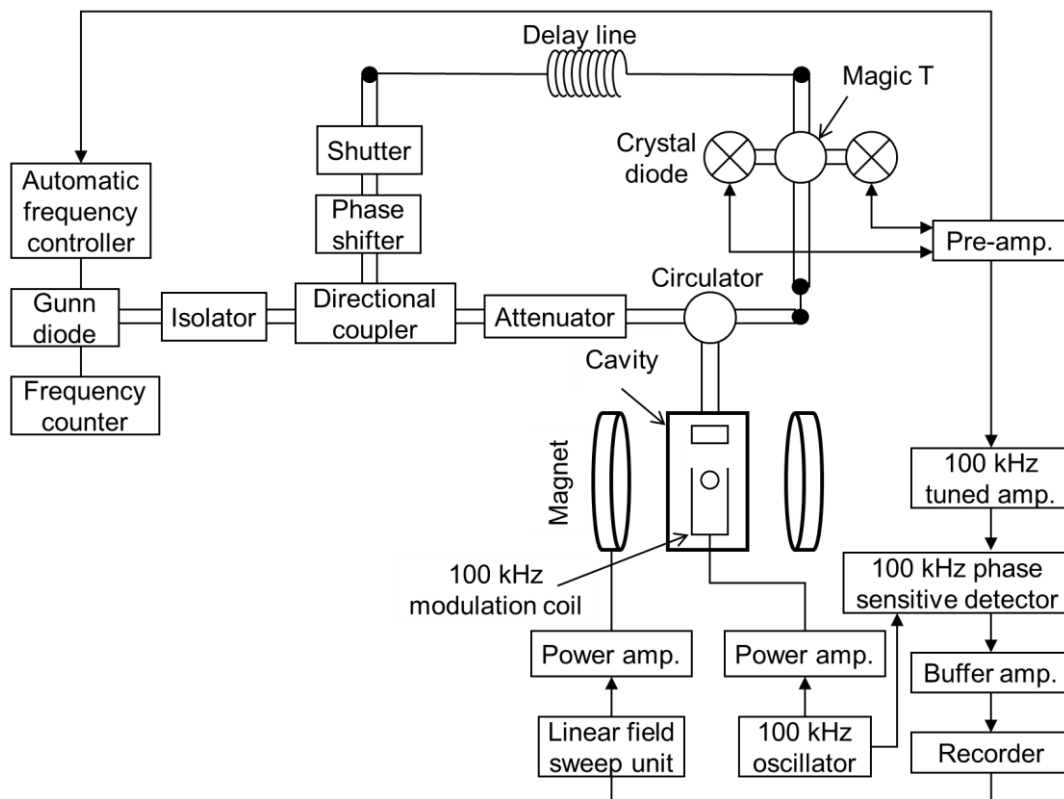 Delay line
Magic T
Shutter
Crystal
diode
Automatic
frequency
controller
Phase
shifter
Pre-amp.
Circulator
Gunn
diode
Isolator
Directional
coupler
Attenuator
Cavity
Frequency
counter
Magnet
100 kHz
tuned amp.
100 kHz
modulation coil
100 kHz phase
sensitive detector
Power amp.
Power amp.
Buffer amp.
Linear field
sweep unit
100 kHz
oscillator
Recorder